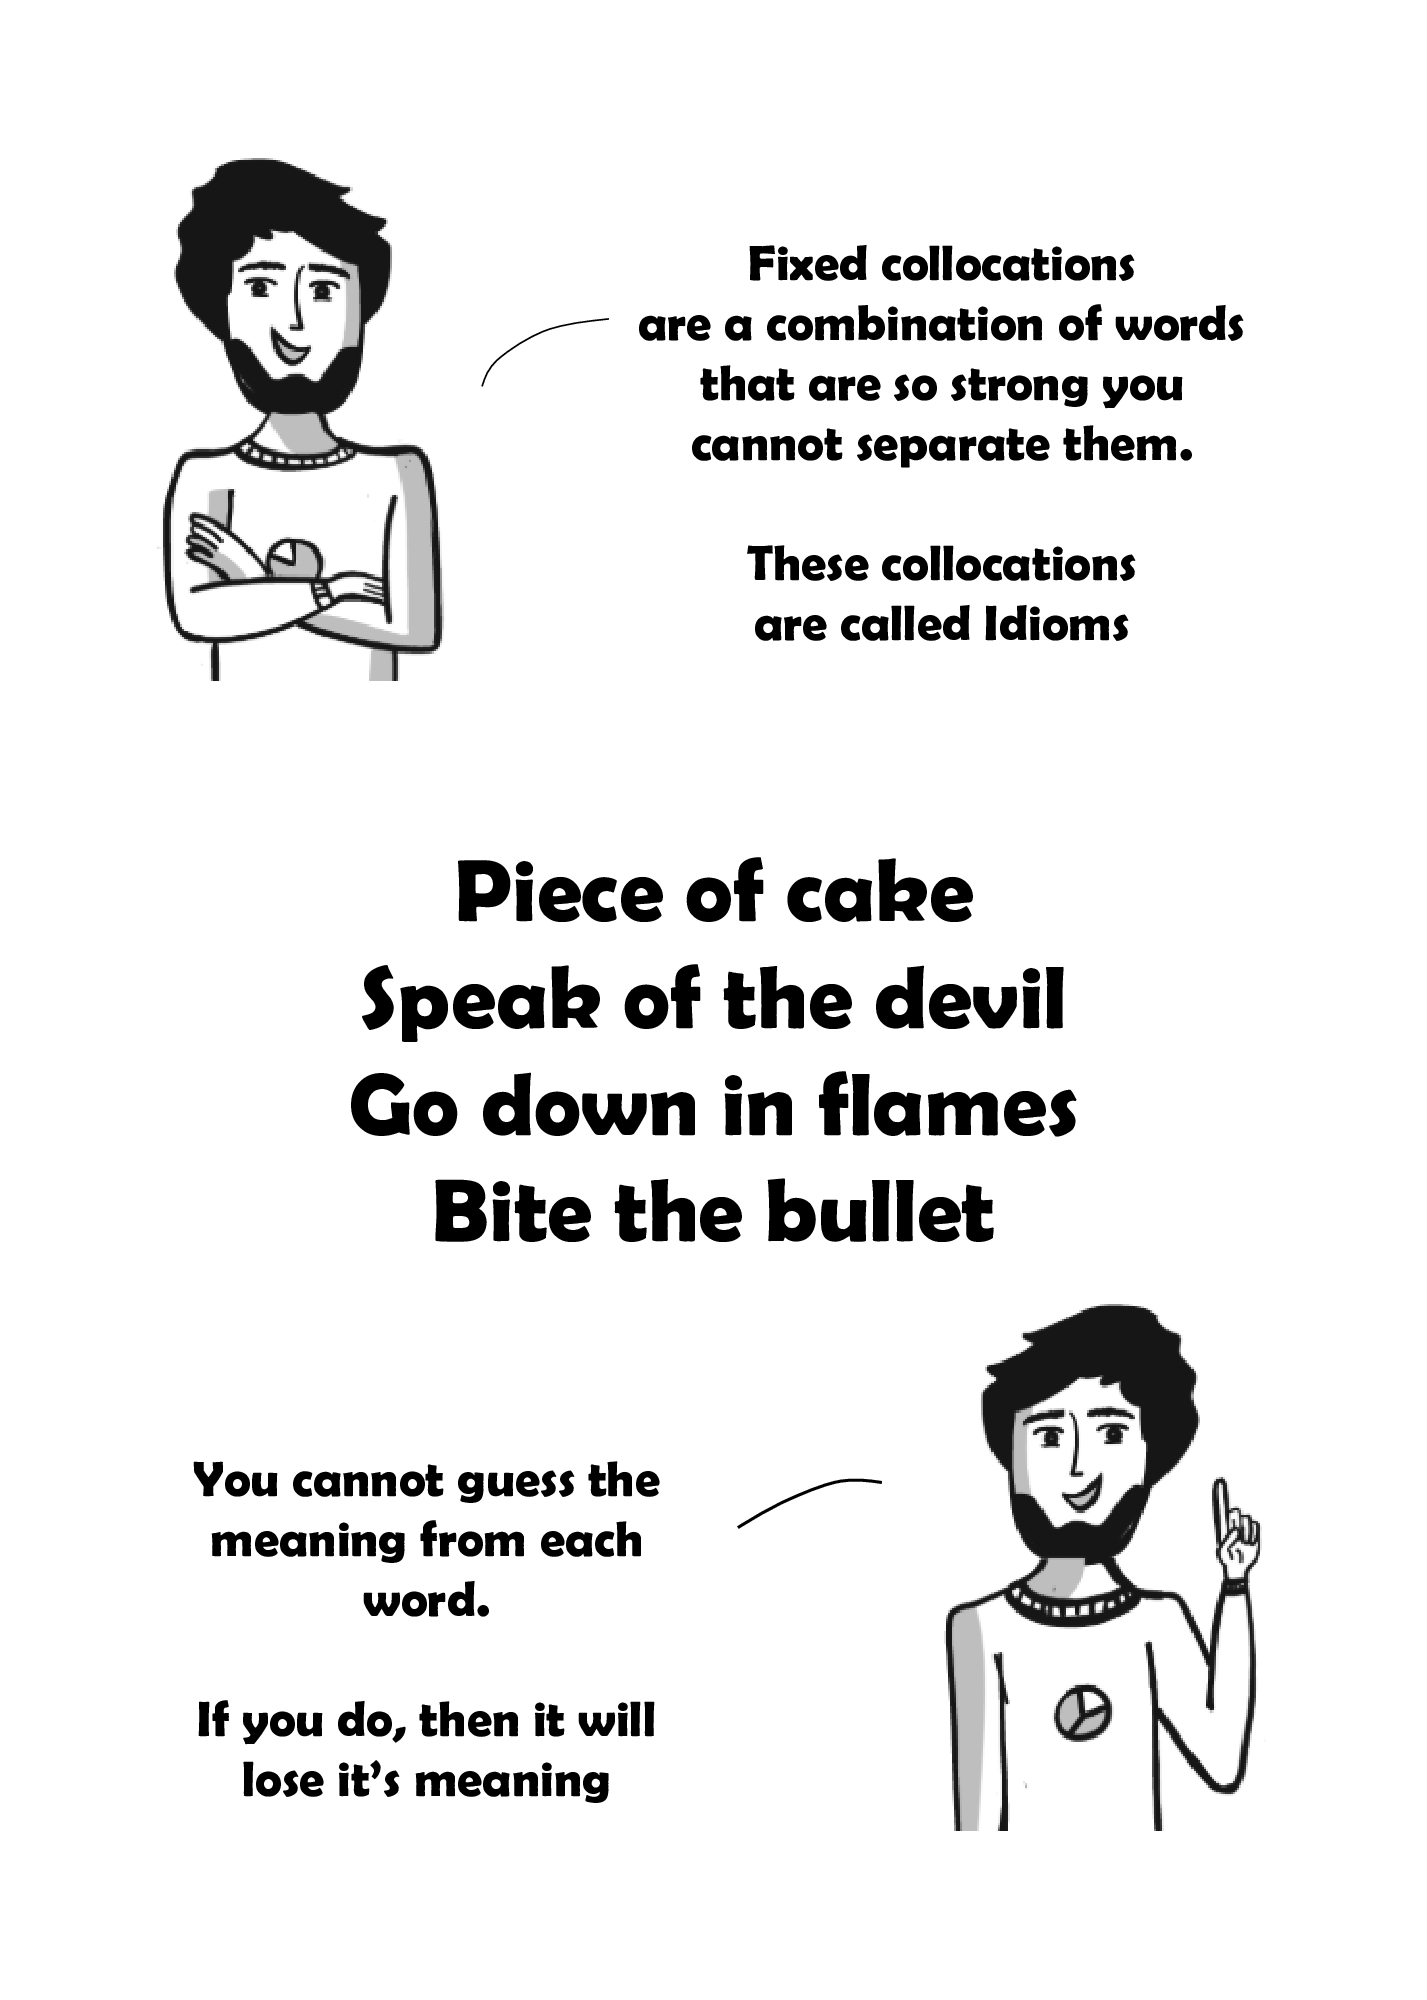 Fixed collocations
are a combination of words
that are so strong you
cannot separate them.
These collocations
are called Idioms
Piece of cake
Speak of the devil
Go down in flames
Bite the bullet
You cannot guess the
meaning from each
word.
If you do, then it will
lose it’s meaning